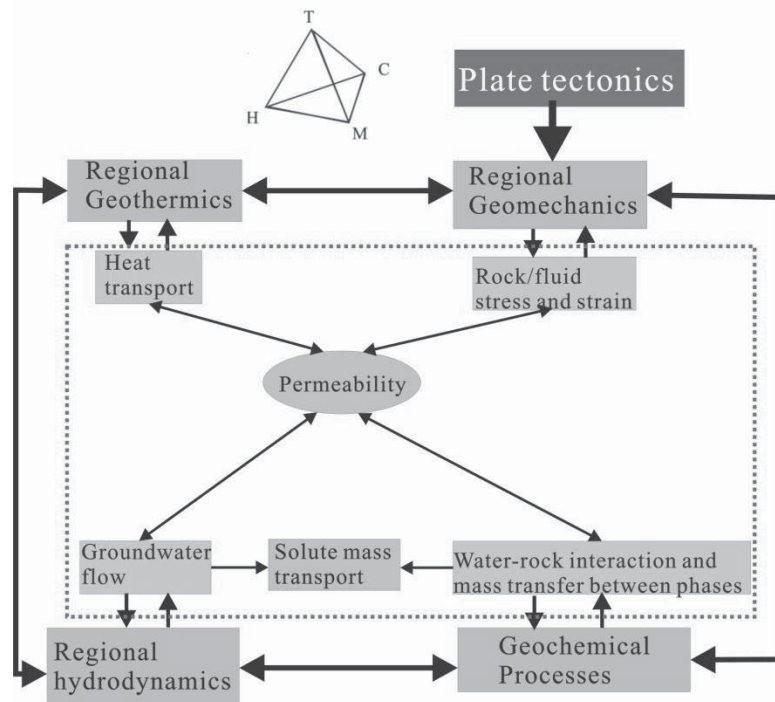 T
C
H
M
Plate tectonics
Regional
Geothermics
Regional
Geomechanics
Heat
transport
Rock/fluid
stress and strain
Permeability
Groundwater
flow
Solute mass
transport
Water-rock interaction and
mass transfer between phases
Regional
hydrodynamics
Geochemical
Processes